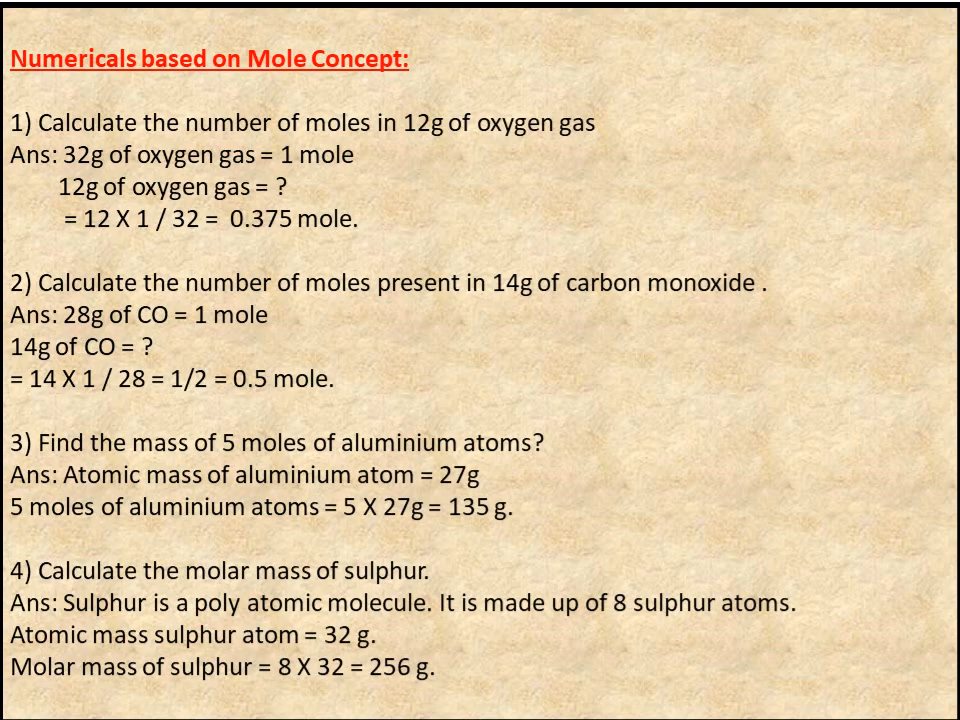 Numericals based on Mole Concept:
1) Calculate the number of moles in 12g of oxygen gas
Ans: 32g of oxygen gas = 1 mole
12g of oxygen gas = ?
= 12 X 1 / 32 = 0.375 mole.
2) Calculate the number of moles present in 14g of carbon monoxide .
Ans: 28g of CO = 1 mole
14g of CO = ?
= 14 X 1 / 28 = 1/2 = 0.5 mole.
3) Find the mass of 5 moles of aluminium atoms?
Ans: Atomic mass of aluminium atom = 27g
5 moles of aluminium atoms = 5 X 27g = 135 g.
4) Calculate the molar mass of sulphur.
Ans: Sulphur is a poly atomic molecule. It is made up of 8 sulphur atoms.
Atomic mass sulphur atom = 32 g.
Molar mass of sulphur = 8 X 32 = 256 g.